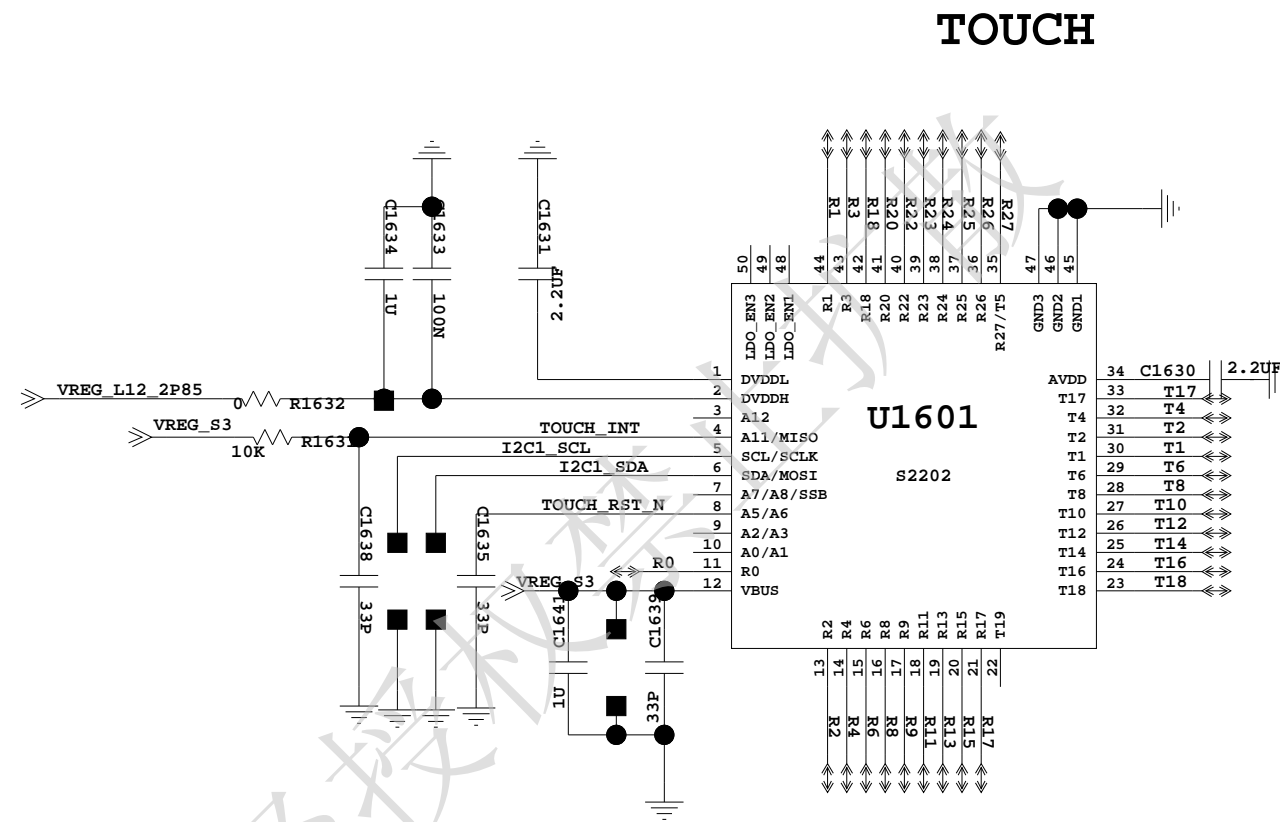 TOUCH
C1634
1U
C1633
100N
C1631
2.2UF
R1
R3
R18
R20
R22
R23
R24
R25
R26
R27
50
49
48
44
43
42
41
40
39
38
37
36
35
47
46
45
LDO_EN3
LDO_EN2
LDO_EN1
R1
R3
R18
R20
R22
R23
R24
R25
R26
R27/T5
GND3
GND2
GND1
VREG_L12_2P85
0
R1632
VREG_S3
10K
TOUCH_INT
I2C1_SCL
I2C1_SDA
TOUCH_RST_N
R0
VREG_S3
1 DVDDL
2 DVDDH
3 A12
4 A11/MISO
5 SCL/SCLK
6 SDA/MOSI
7 A7/A8/SSB
8 A5/A6
9 A2/A3
10 A0/A1
11 R0
12 VBUS
U1601
S2202
AVDD 34 C1630 2.2UF
T17 33 T17
T4 32 T4
T2 31 T2
T1 30 T1
T6 29 T6
T8 28 T8
T10 27 T10
T12 26 T12
T14 25 T14
T16 24 T16
T18 23 T18
C1638
33P
C1635
33P
C1641
1U
C1639
33P
R2
R4
R6
R8
R9
R11
R13
R15
R17
T19
13
14
15
16
17
18
19
20
21
22
R2
R4
R6
R8
R9
R11
R13
R15
R17
授权禁止扩散